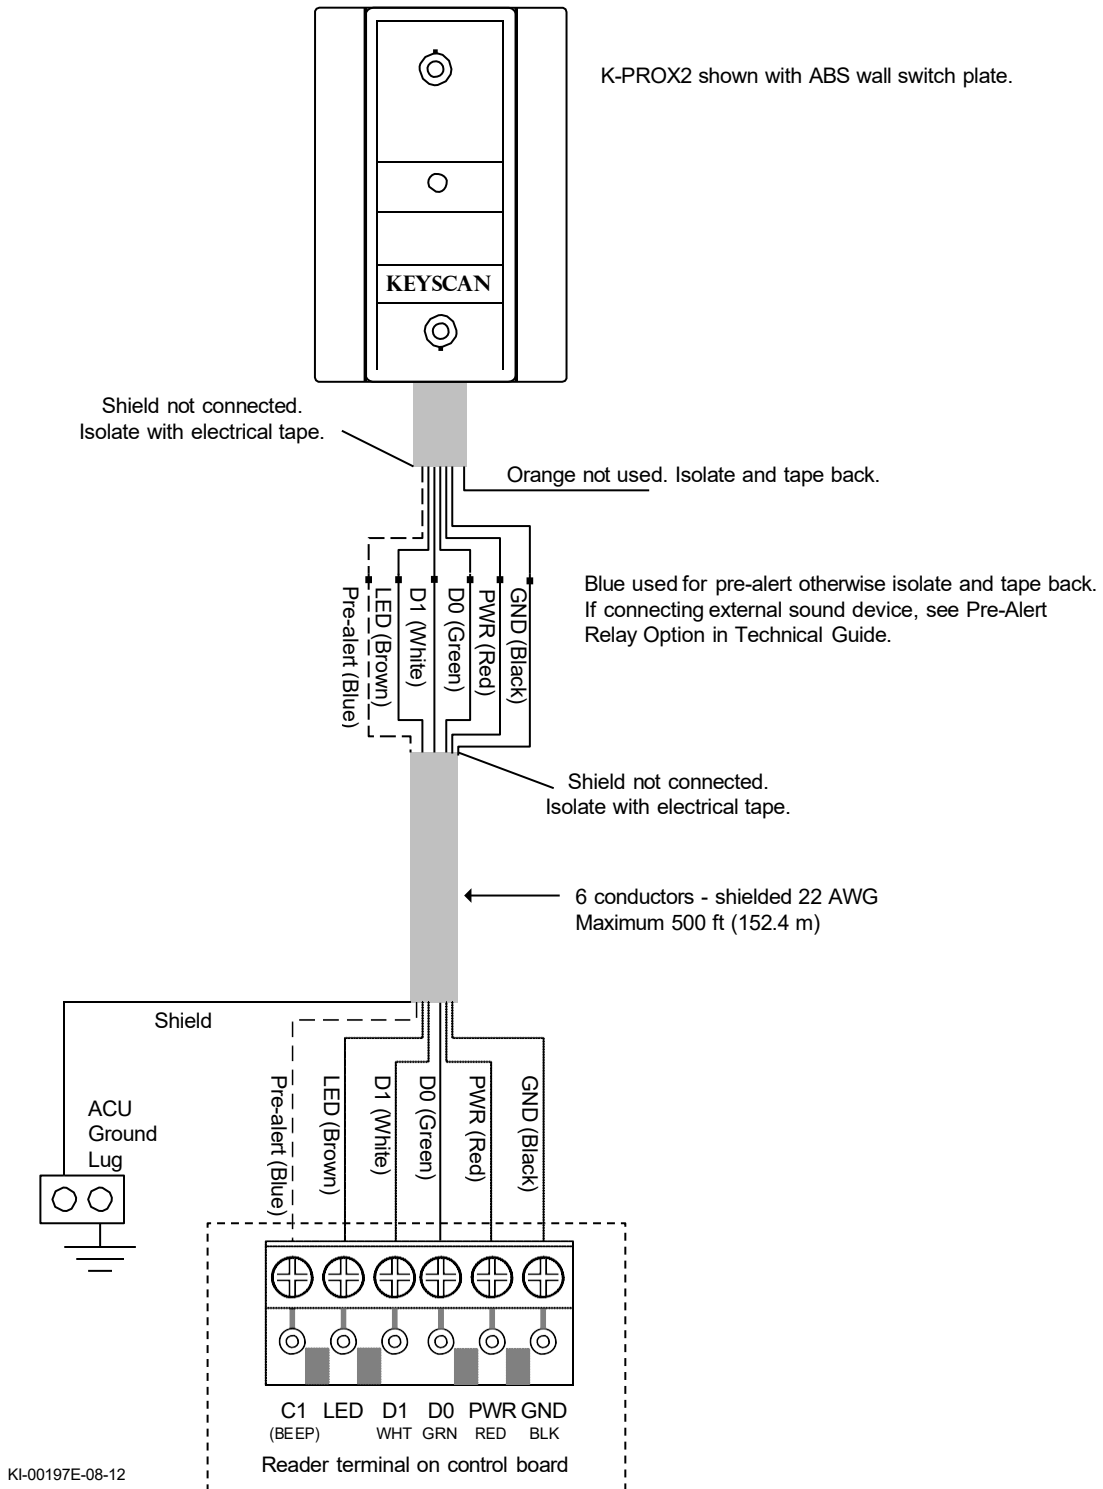 K-PROX2 shown with ABS wall switch plate.
KEYSCAN
Shield not connected.
Isolate with electrical tape.
Orange not used. Isolate and tape back.
Pre-alert (Blue)
LED (Brown)
D1 (White)
D0 (Green)
PWR (Red)
GND (Black)
Blue used for pre-alert otherwise isolate and tape back.
If connecting external sound device, see Pre-Alert
Relay Option in Technical Guide.
Shield not connected.
Isolate with electrical tape.
6 conductors - shielded 22 AWG
Maximum 500 ft (152.4 m)
Shield
ACU
Ground
Lug
Pre-alert (Blue)
LED (Brown)
D1 (White)
D0 (Green)
PWR (Red)
GND (Black)
C1 LED D1 D0 PWR GND
(BEEP) WHT GRN RED BLK
Reader terminal on control board
KI-00197E-08-12